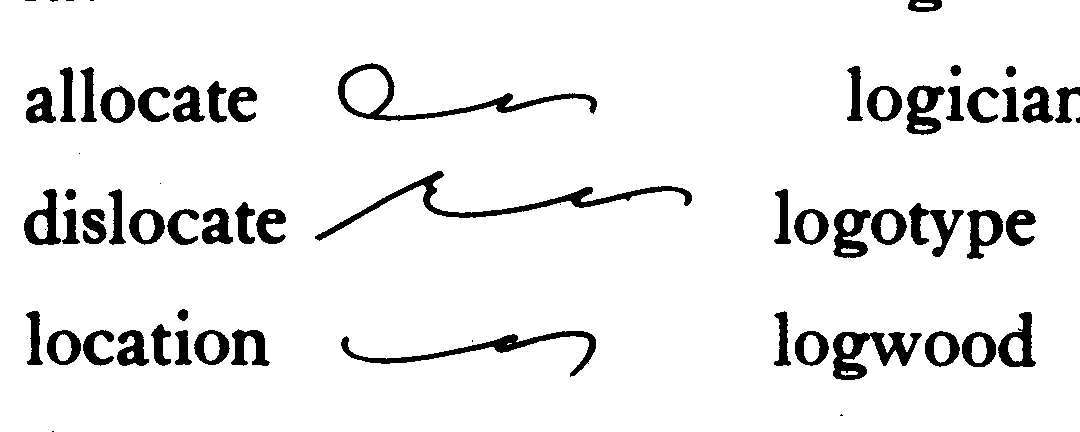 allocate logician
dislocate logotype
location logwood